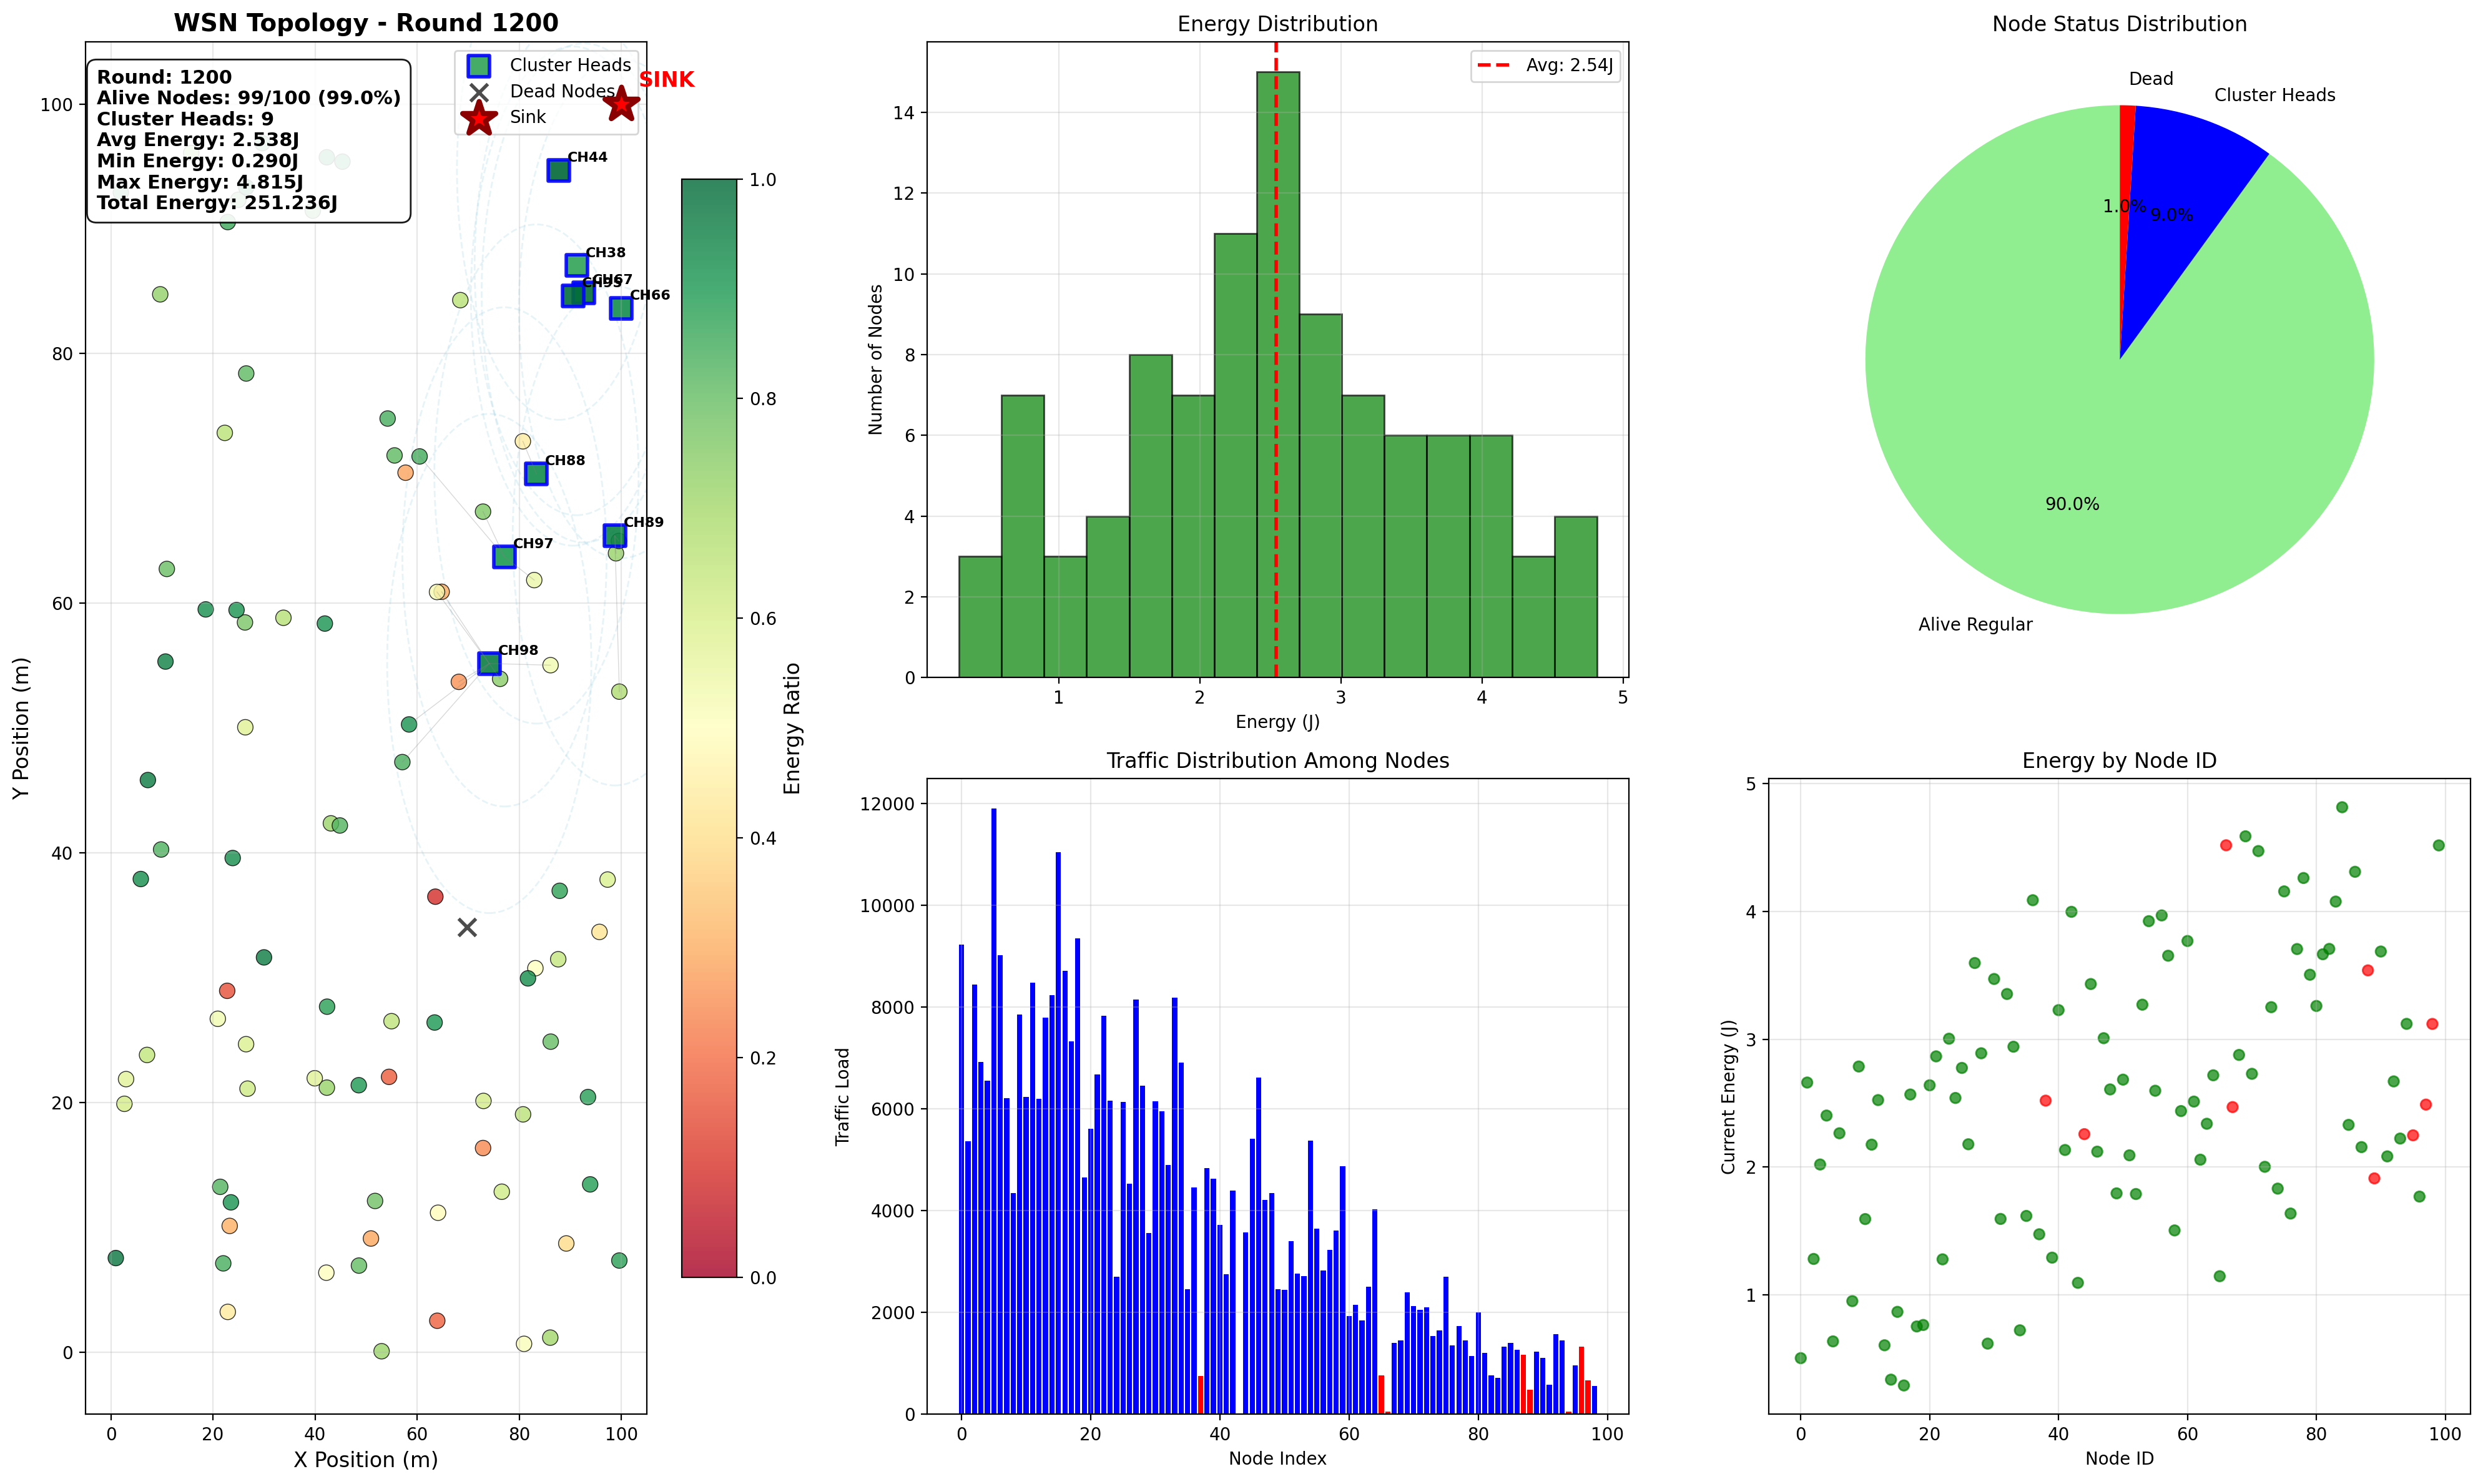 WSN Topology - Round 1200
Round: 1200
Alive Nodes: 99/100 (99.0%)
Cluster Heads: 9
Avg Energy: 2.538J
Min Energy: 0.290J
Max Energy: 4.815J
Total Energy: 251.236J
Cluster Heads
Dead Nodes
Sink
SINK
CH44
CH38
CH67
CH95
CH66
CH88
CH89
CH97
CH98
100
80
60
40
20
0
Y Position (m)
0 20 40 60 80 100
X Position (m)
1.0
0.8
0.6
0.4
0.2
0.0
Energy Ratio
Energy Distribution
Avg: 2.54J
14
12
10
8
6
4
2
0
Number of Nodes
1 2 3 4 5
Energy (J)
Node Status Distribution
Dead
Cluster Heads
1.0%
9.0%
90.0%
Alive Regular
Traffic Distribution Among Nodes
12000
10000
8000
6000
4000
2000
0
Traffic Load
0 20 40 60 80 100
Node Index
Energy by Node ID
5
4
3
2
1
Current Energy (J)
0 20 40 60 80 100
Node ID